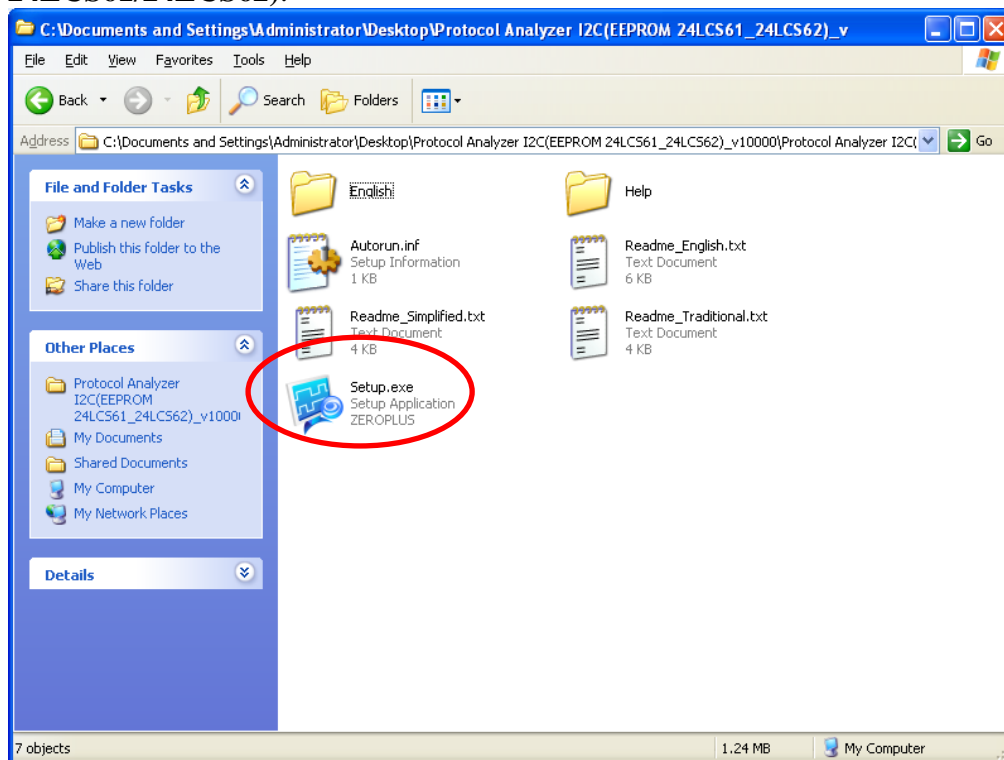 24LCS61/24LCS62).
C:\Documents and Settings\Administrator\Desktop\Protocol Analyzer I2C(EEPROM 24LCS61_24LCS62)_v
File Edit View Favorites Tools Help
Back Search Folders
Address C:\Documents and Settings\Administrator\Desktop\Protocol Analyzer I2C(EEPROM 24LCS61_24LCS62)_v10000\Protocol Analyzer I2C( Go
File and Folder Tasks
Make a new folder
Publish this folder to the
Web
Share this folder
Other Places
Protocol Analyzer
I2C(EEPROM
24LCS61_24LCS62)_v1000
My Documents
Shared Documents
My Computer
My Network Places
Details
English
Help
Autorun.inf
Setup Information
1 KB
Readme_English.txt
Text Document
6 KB
Readme_Simplified.txt
Text Document
4 KB
Readme_Traditional.txt
Text Document
4 KB
Setup.exe
Setup Application
ZEROPLUS
7 objects
1.24 MB
My Computer